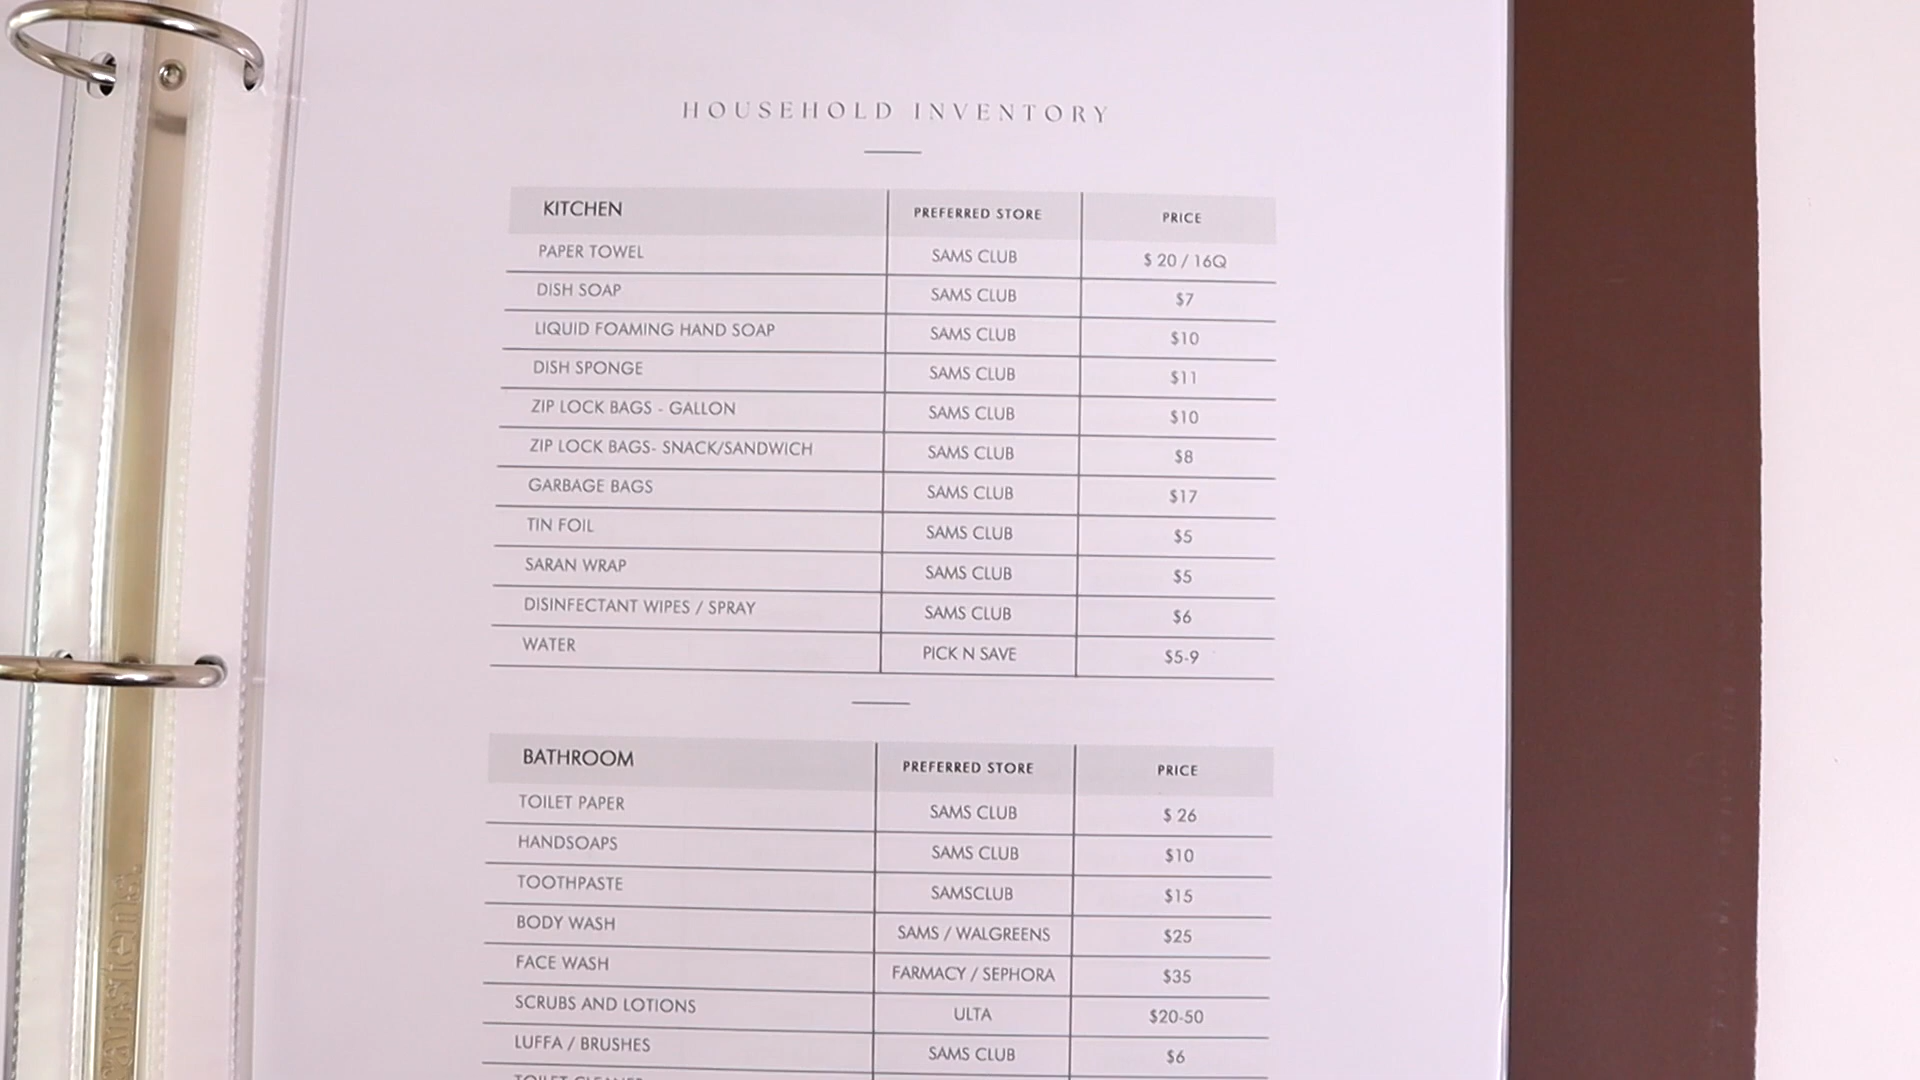 HOUSEHOLD INVENTORY
KITCHEN PREFERRED STORE PRICE
PAPER TOWEL SAMS CLUB $ 20 / 16Q
DISH SOAP SAMS CLUB $7
LIQUID FOAMING HAND SOAP SAMS CLUB $10
DISH SPONGE SAMS CLUB $11
ZIP LOCK BAGS - GALLON SAMS CLUB $10
ZIP LOCK BAGS- SNACK/SANDWICH SAMS CLUB $8
GARBAGE BAGS SAMS CLUB $17
TIN FOIL SAMS CLUB $5
SARAN WRAP SAMS CLUB $5
DISINFECTANT WIPES / SPRAY SAMS CLUB $6
WATER PICK N SAVE $5-9
BATHROOM PREFERRED STORE PRICE
TOILET PAPER SAMS CLUB $ 26
HANDSOAPS SAMS CLUB $10
TOOTHPASTE SAMSCLUB $15
BODY WASH SAMS / WALGREENS $25
FACE WASH FARMACY / SEPHORA $35
SCRUBS AND LOTIONS ULTA $20-50
LUFFA / BRUSHES SAMS CLUB $6